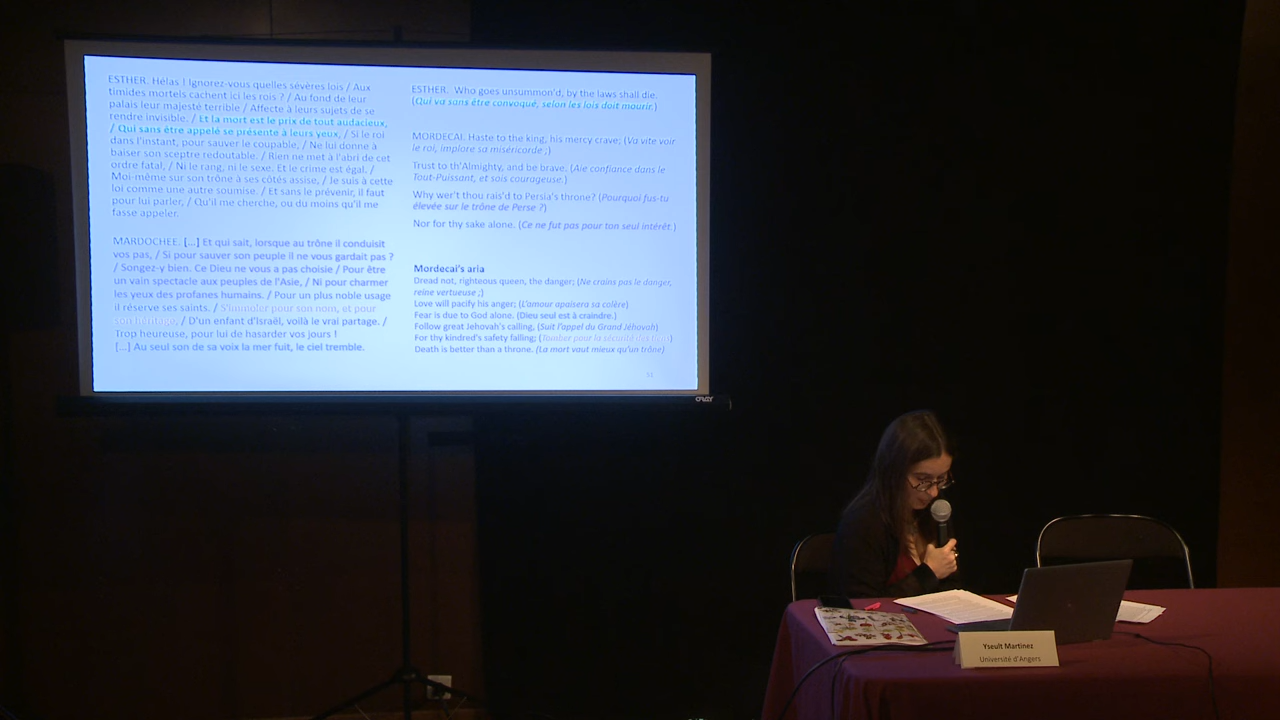 ESTHER. Hélas ! Ignorez-vous quelles sévères lois / Aux
timides mortels cachent ici les rois ? / Au fond de leur
palais leur majesté terrible / Affecte à leurs sujets de se
rendre invisible. / Et la mort est le prix de tout audacieux,
/ Qui sans être appelé se présente à leurs yeux, / Si le roi
dans l'instant, pour sauver le coupable, / Ne lui donne à
baiser son sceptre redoutable. / Rien ne met à l'abri de cet
ordre fatal, / Ni le rang, ni le sexe. Et le crime est égal. /
Moi-même sur son trône à ses côtés assise, / Je suis à cette
loi comme une autre soumise. / Et sans le prévenir, il faut
pour lui parler, / Qu'il me cherche, ou du moins qu'il me
fasse appeler.
MARDOCHEE. [...] Et qui sait, lorsque au trône il conduisit
vos pas, / Si pour sauver son peuple il ne vous gardait pas ?
/ Songez-y bien. Ce Dieu ne vous a pas choisie / Pour être
un vain spectacle aux peuples de l'Asie, / Ni pour charmer
les yeux des profanes humains. / Pour un plus noble usage
il réserve ses saints. / S'immoler pour son nom, et pour
son héritage, / D'un enfant d'Israël, voilà le vrai partage. /
Trop heureuse, pour lui de hasarder vos jours !
[...] Au seul son de sa voix la mer fuit, le ciel tremble.
ESTHER. Who goes unsummon'd, by the laws shall die.
(Qui va sans être convoqué, selon les lois doit mourir.)
MORDECAI. Haste to the king, his mercy crave; (Va vite voir
le roi, implore sa miséricorde ;)
Trust to th'Almighty, and be brave. (Aie confiance dans le
Tout-Puissant, et sois courageuse.)
Why wer't thou rais'd to Persia's throne? (Pourquoi fus-tu
élevée sur le trône de Perse ?)
Nor for thy sake alone. (Ce ne fut pas pour ton seul intérêt.)
Mordecai's aria
Dread not, righteous queen, the danger; (Ne crains pas le danger,
reine vertueuse ;)
Love will pacify his anger; (L'amour apaisera sa colère)
Fear is due to God alone. (Dieu seul est à craindre.)
Follow great Jehovah's calling, (Suit l'appel du Grand Jéhovah)
For thy kindred's safety falling; (Tomber pour la sécurité
Death is better than a throne. (La mort vaut mieux qu'un trône)
Yseult Martinez
Université d'Angers